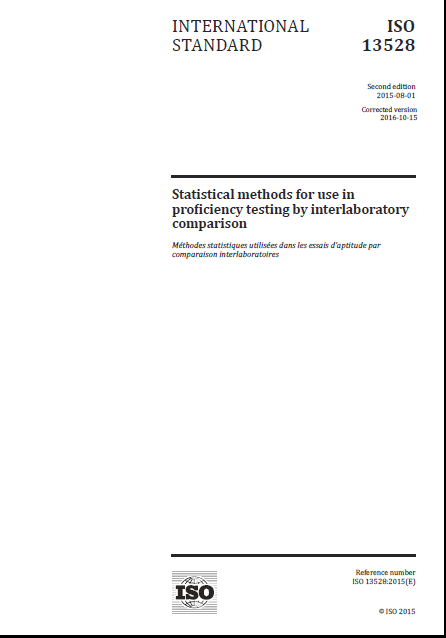 INTERNATIONAL
STANDARD
ISO
13528
Second edition
2015-08-01
Corrected version
2016-10-15
Statistical methods for use in
proficiency testing by interlaboratory
comparison
Méthodes statistiques utilisées dans les essais d'aptitude par
comparaison interlaboratoires
ISO
Reference number
ISO 13528:2015(E)
© ISO 2015